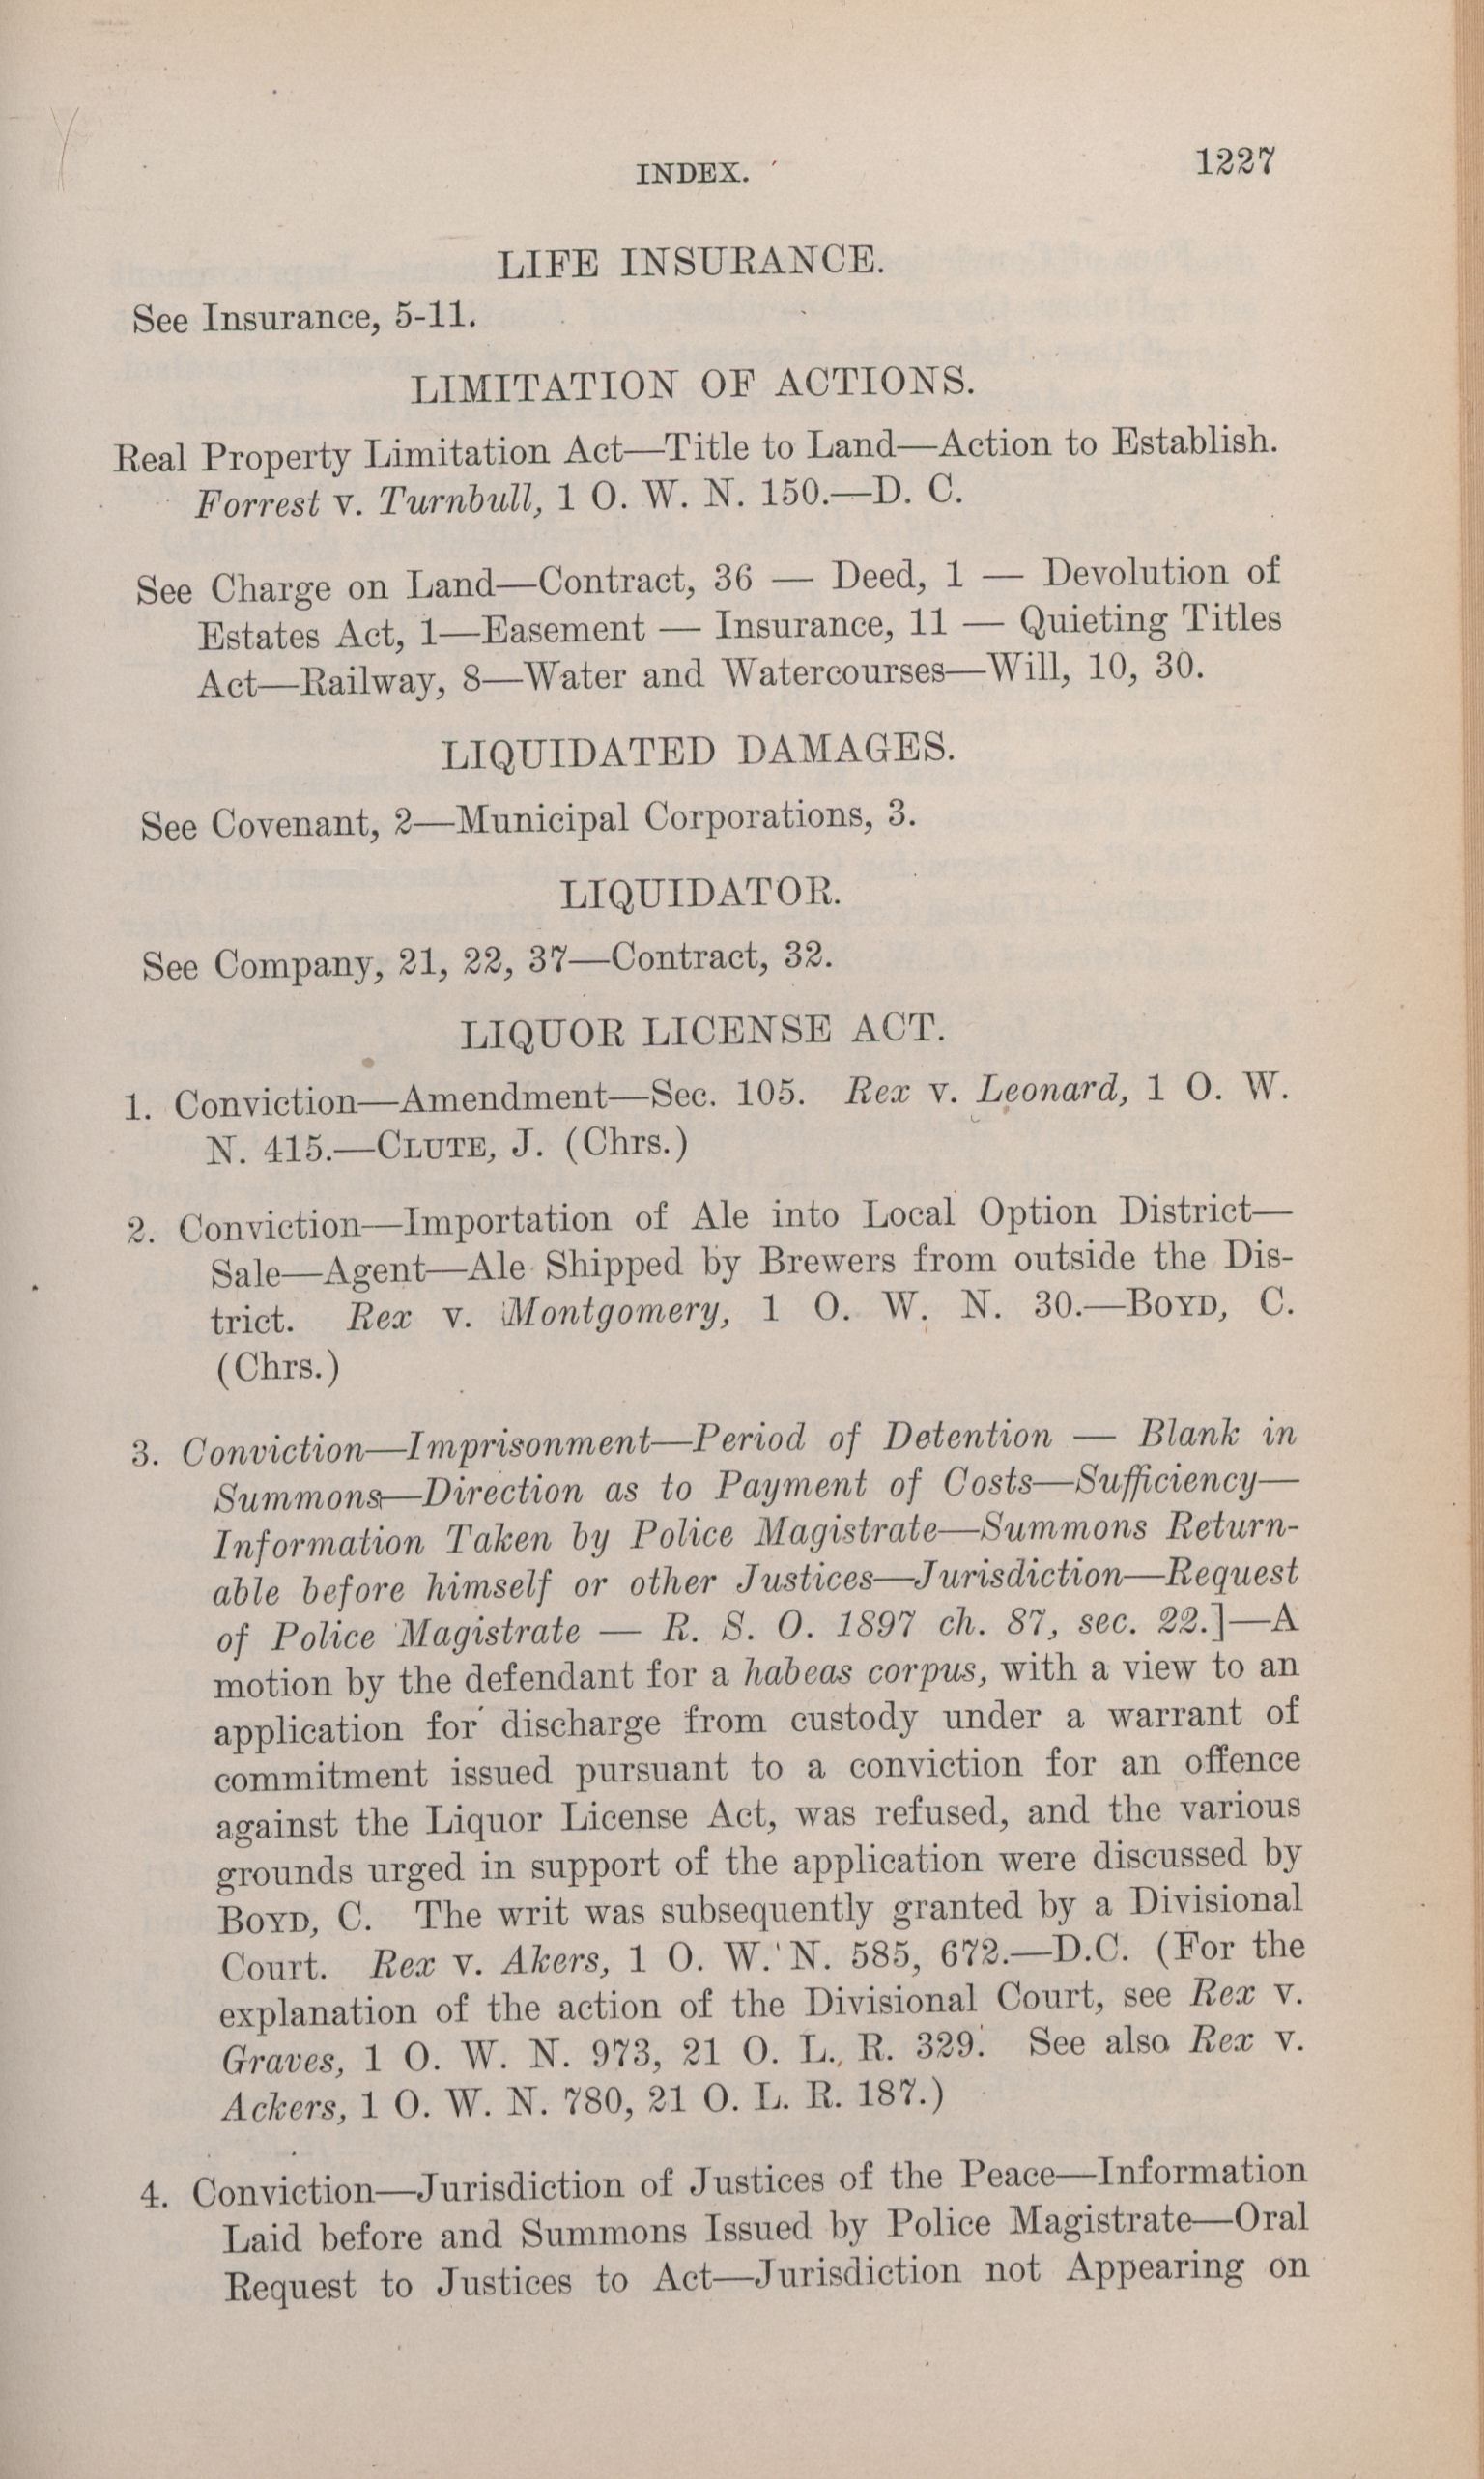 INDEX. 1227
LIFE INSURANCE.
See Insurance, 5-11.
LIMITATION OF ACTIONS.
Real Property Limitation Act—Title to Land—Action to Establish.
Forrest v. Turnbull, 1 O. W. N. 150.—D. C.
See Charge on Land—Contract, 36 — Deed, 1 — Devolution of
Estates Act, 1—Easement — Insurance, 11 — Quieting Titles
Act—Railway, 8—Water and Watercourses—Will, 10, 30.
LIQUIDATED DAMAGES.
See Covenant, 2—Municipal Corporations, 3.
LIQUIDATOR.
See Company, 21, 22, 37—Contract, 32.
LIQUOR LICENSE ACT.
1. Conviction—Amendment—Sec. 105. Rex v. Leonard, 1 O. W.
N. 415.—CLUTE, J. (Chrs.)
2. Conviction—Importation of Ale into Local Option District—
Sale—Agent—Ale Shipped by Brewers from outside the Dis-
trict. Rex v. Montgomery, 1 O. W. N. 30.—BOYD, C.
(Chrs.)
3. Conviction—Imprisonment—Period of Detention — Blank in
Summons—Direction as to Payment of Costs—Sufficiency—
Information Taken by Police Magistrate—Summons Return-
able before himself or other Justices—Jurisdiction—Request
of Police Magistrate — R. S. O. 1897 ch. 87, sec. 22.]—A
motion by the defendant for a habeas corpus, with a view to an
application for discharge from custody under a warrant of
commitment issued pursuant to a conviction for an offence
against the Liquor License Act, was refused, and the various
grounds urged in support of the application were discussed by
BOYD, C. The writ was subsequently granted by a Divisional
Court. Rex v. Akers, 1 O. W. N. 585, 672.—D.C. (For the
explanation of the action of the Divisional Court, see Rex v.
Graves, 1 O. W. N. 973, 21 O. L. R. 329. See also Rex v.
Ackers, 1 O. W. N. 780, 21 O. L. R. 187.)
4. Conviction—Jurisdiction of Justices of the Peace—Information
Laid before and Summons Issued by Police Magistrate—Oral
Request to Justices to Act—Jurisdiction not Appearing on